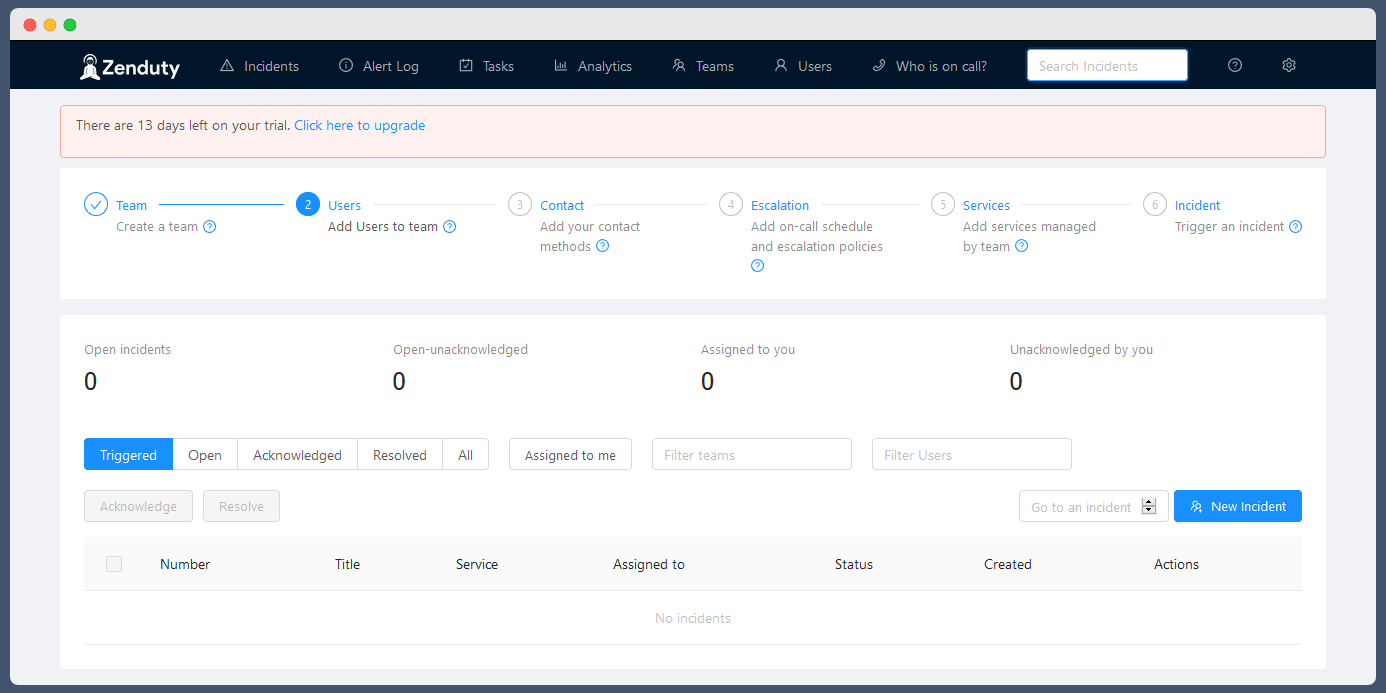 Zenduty Incidents Alert Log Tasks Analytics Teams Users Who is on call? Search Incidents
There are 13 days left on your trial. Click here to upgrade
Team 2 Users 3 Contact 4 Escalation 5 Services 6 Incident
Create a team Add Users to team Add your contact Add on-call schedule Add services managed Trigger an incident
methods and escalation policies by team
Open incidents Open-unacknowledged Assigned to you Unacknowledged by you
0 0 0 0
Triggered Open Acknowledged Resolved All Assigned to me Filter teams Filter Users
Acknowledge Resolve Go to an incident New Incident
Number Title Service Assigned to Status Created Actions
No incidents